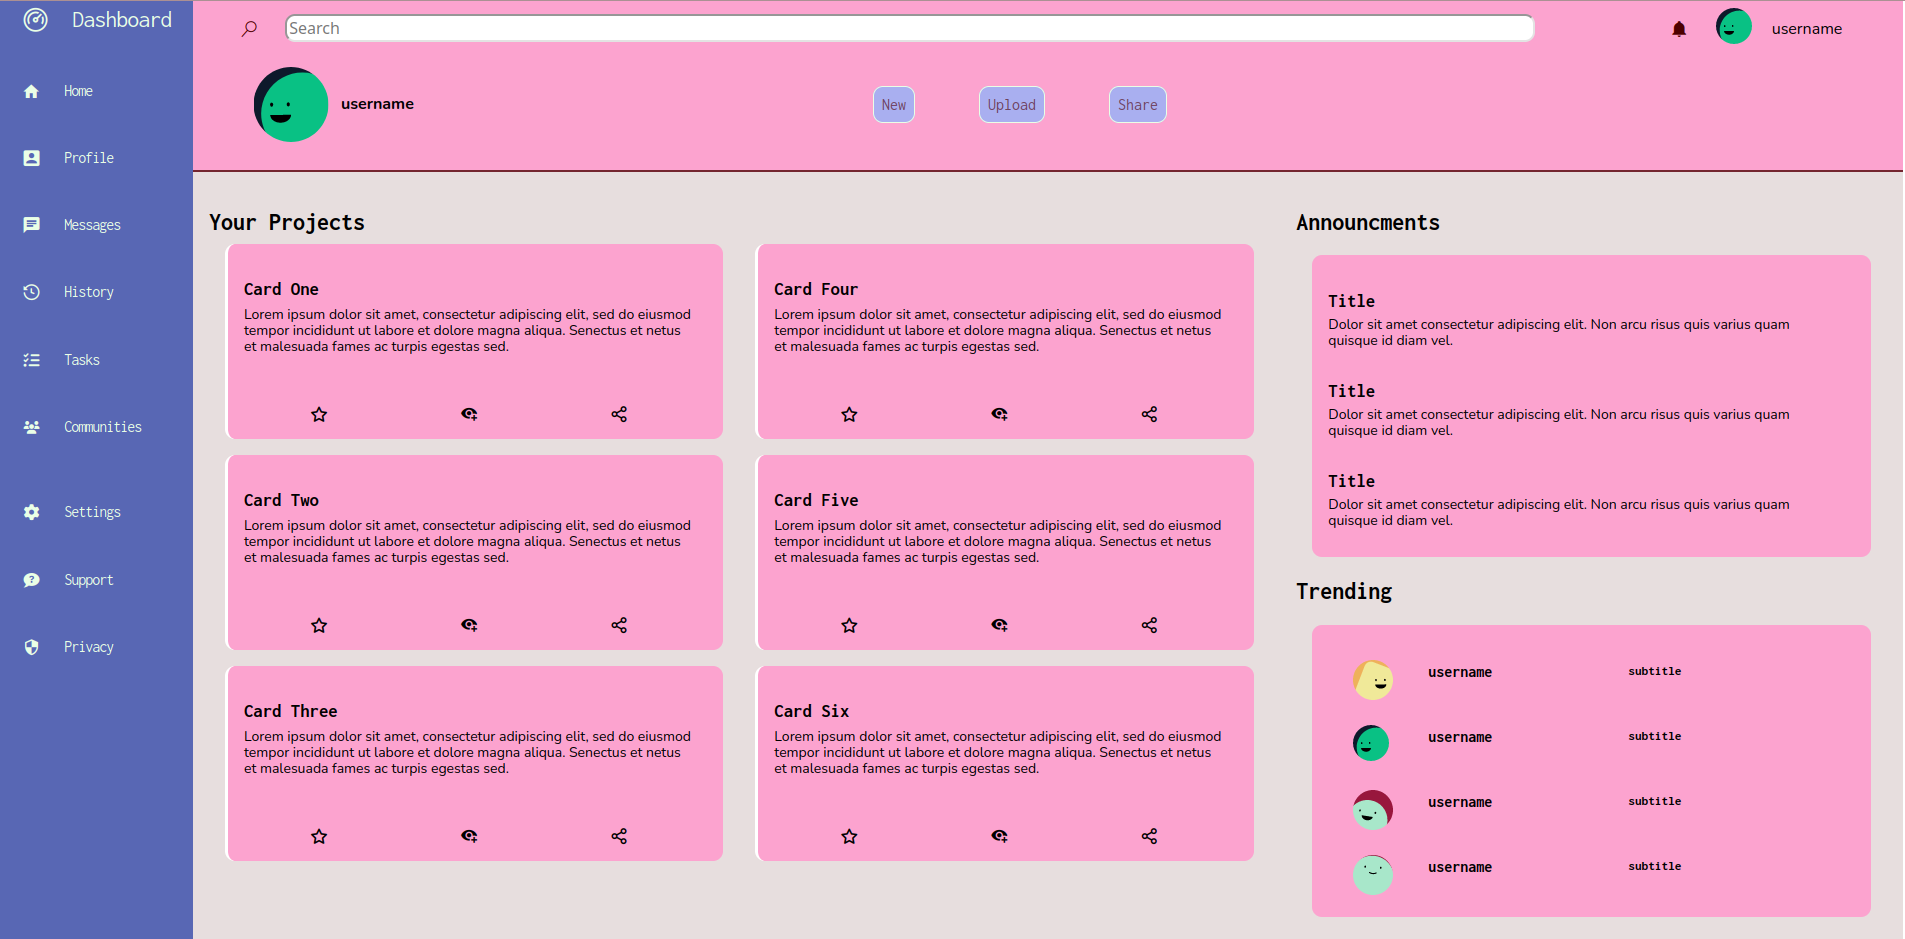 Dashboard
Home
Profile
Messages
History
Tasks
Communities
Settings
Support
Privacy
Search
username
username
New
Upload
Share
Your Projects
Card One
Lorem ipsum dolor sit amet, consectetur adipiscing elit, sed do eiusmod
tempor incididunt ut labore et dolore magna aliqua. Senectus et netus
et malesuada fames ac turpis egestas sed.
Card Four
Lorem ipsum dolor sit amet, consectetur adipiscing elit, sed do eiusmod
tempor incididunt ut labore et dolore magna aliqua. Senectus et netus
et malesuada fames ac turpis egestas sed.
Card Two
Lorem ipsum dolor sit amet, consectetur adipiscing elit, sed do eiusmod
tempor incididunt ut labore et dolore magna aliqua. Senectus et netus
et malesuada fames ac turpis egestas sed.
Card Five
Lorem ipsum dolor sit amet, consectetur adipiscing elit, sed do eiusmod
tempor incididunt ut labore et dolore magna aliqua. Senectus et netus
et malesuada fames ac turpis egestas sed.
Card Three
Lorem ipsum dolor sit amet, consectetur adipiscing elit, sed do eiusmod
tempor incididunt ut labore et dolore magna aliqua. Senectus et netus
et malesuada fames ac turpis egestas sed.
Card Six
Lorem ipsum dolor sit amet, consectetur adipiscing elit, sed do eiusmod
tempor incididunt ut labore et dolore magna aliqua. Senectus et netus
et malesuada fames ac turpis egestas sed.
Announcments
Title
Dolor sit amet consectetur adipiscing elit. Non arcu risus quis varius quam
quisque id diam vel.
Title
Dolor sit amet consectetur adipiscing elit. Non arcu risus quis varius quam
quisque id diam vel.
Title
Dolor sit amet consectetur adipiscing elit. Non arcu risus quis varius quam
quisque id diam vel.
Trending
username subtitle
username subtitle
username subtitle
username subtitle